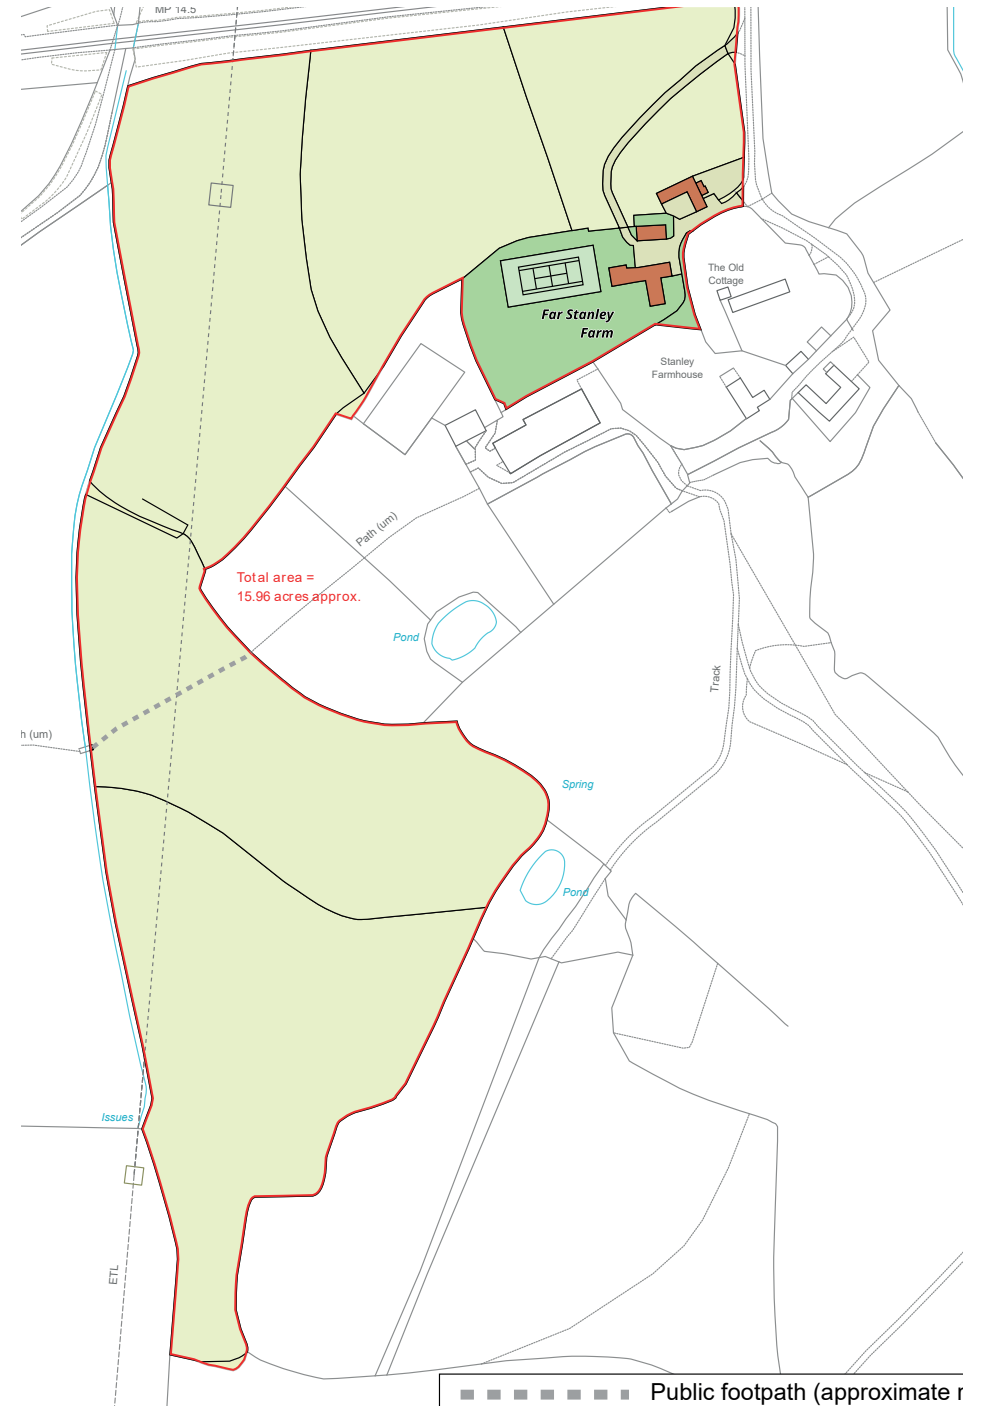 MP 14.5
The Old
Cottage
Far Stanley
Farm
Stanley
Farmhouse
Path (um)
Total area =
15.96 acres approx.
Pond
Track
h (um)
Spring
Pond
Issues
ETL
Public footpath (approximate r